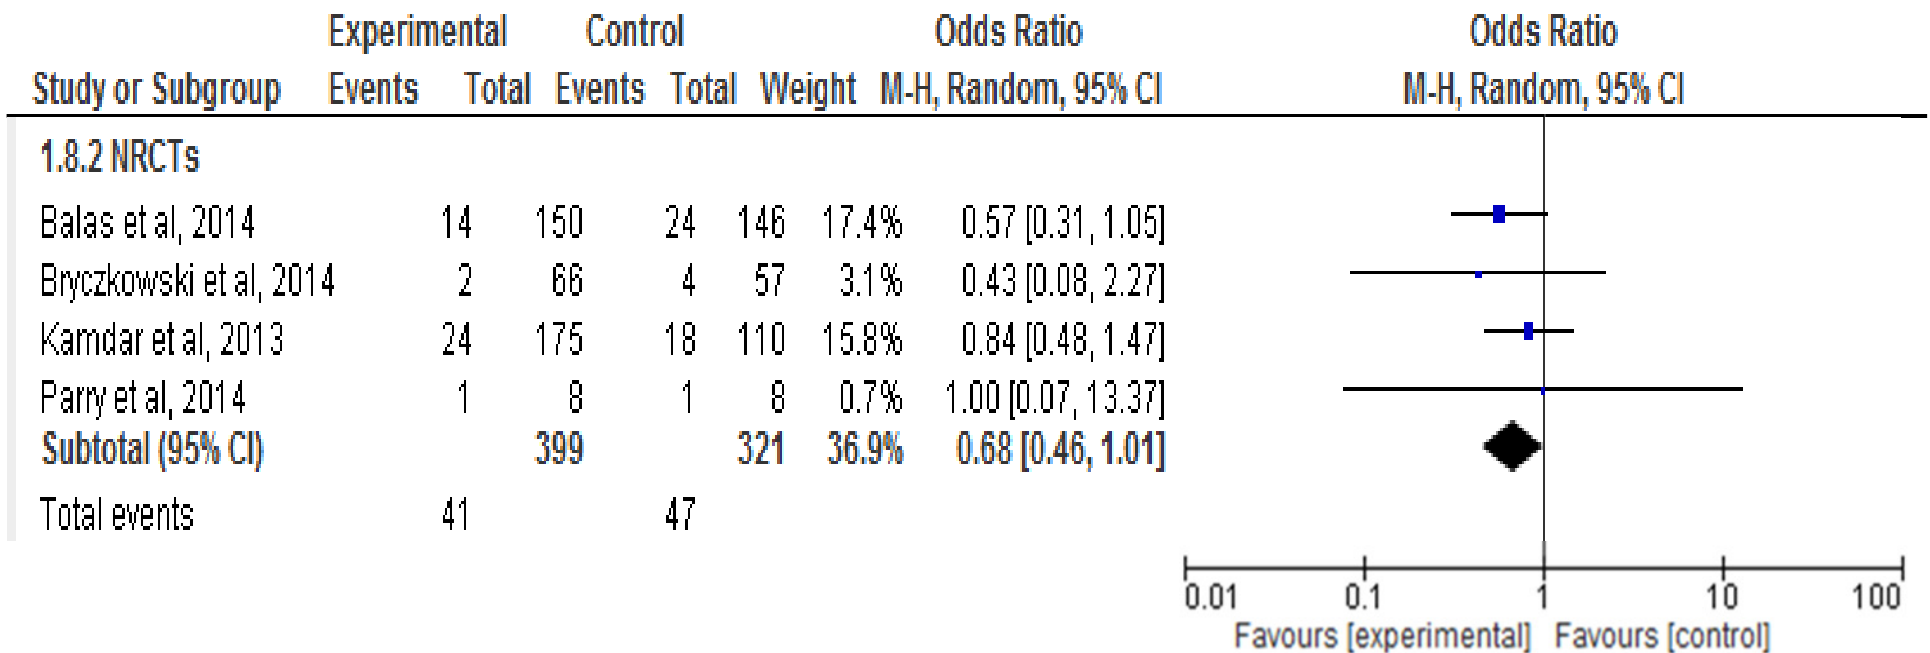 Experimental Control Odds Ratio Odds Ratio
Study or Subgroup Events Total Events Total Weight M-H, Random, 95% CI M-H, Random, 95% CI
1.8.2 NRCTs
Balas et al, 2014 14 150 24 146 17.4% 0.57 [0.31, 1.05]
Bryczkowski et al, 2014 2 66 4 57 3.1% 0.43 [0.08, 2.27]
Kamdar et al, 2013 24 175 18 110 15.8% 0.84 [0.48, 1.47]
Parry et al, 2014 1 8 1 8 0.7% 1.00 [0.07, 13.37]
Subtotal (95% CI) 399 321 36.9% 0.68 [0.46, 1.01]
Total events 41 47
0.01 0.1 1 10 100
Favours [experimental] Favours [control]